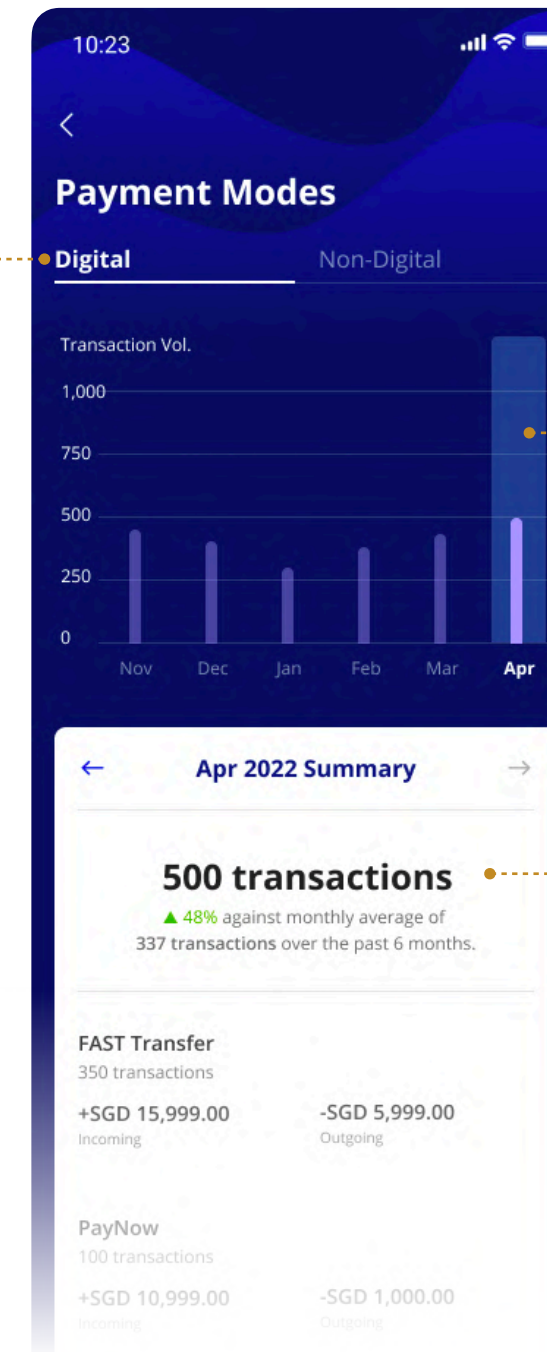 10:23
Payment Modes
Digital Non-Digital
Transaction Vol.
1,000
750
500
250
0
Nov Dec Jan Feb Mar Apr
← Apr 2022 Summary →
500 transactions
▲ 48% against monthly average of
337 transactions over the past 6 months.
FAST Transfer
350 transactions
+SGD 15,999.00 -SGD 5,999.00
Incoming Outgoing
PayNow
100 transactions
+SGD 10,999.00 -SGD 1,000.00
Incoming Outgoing